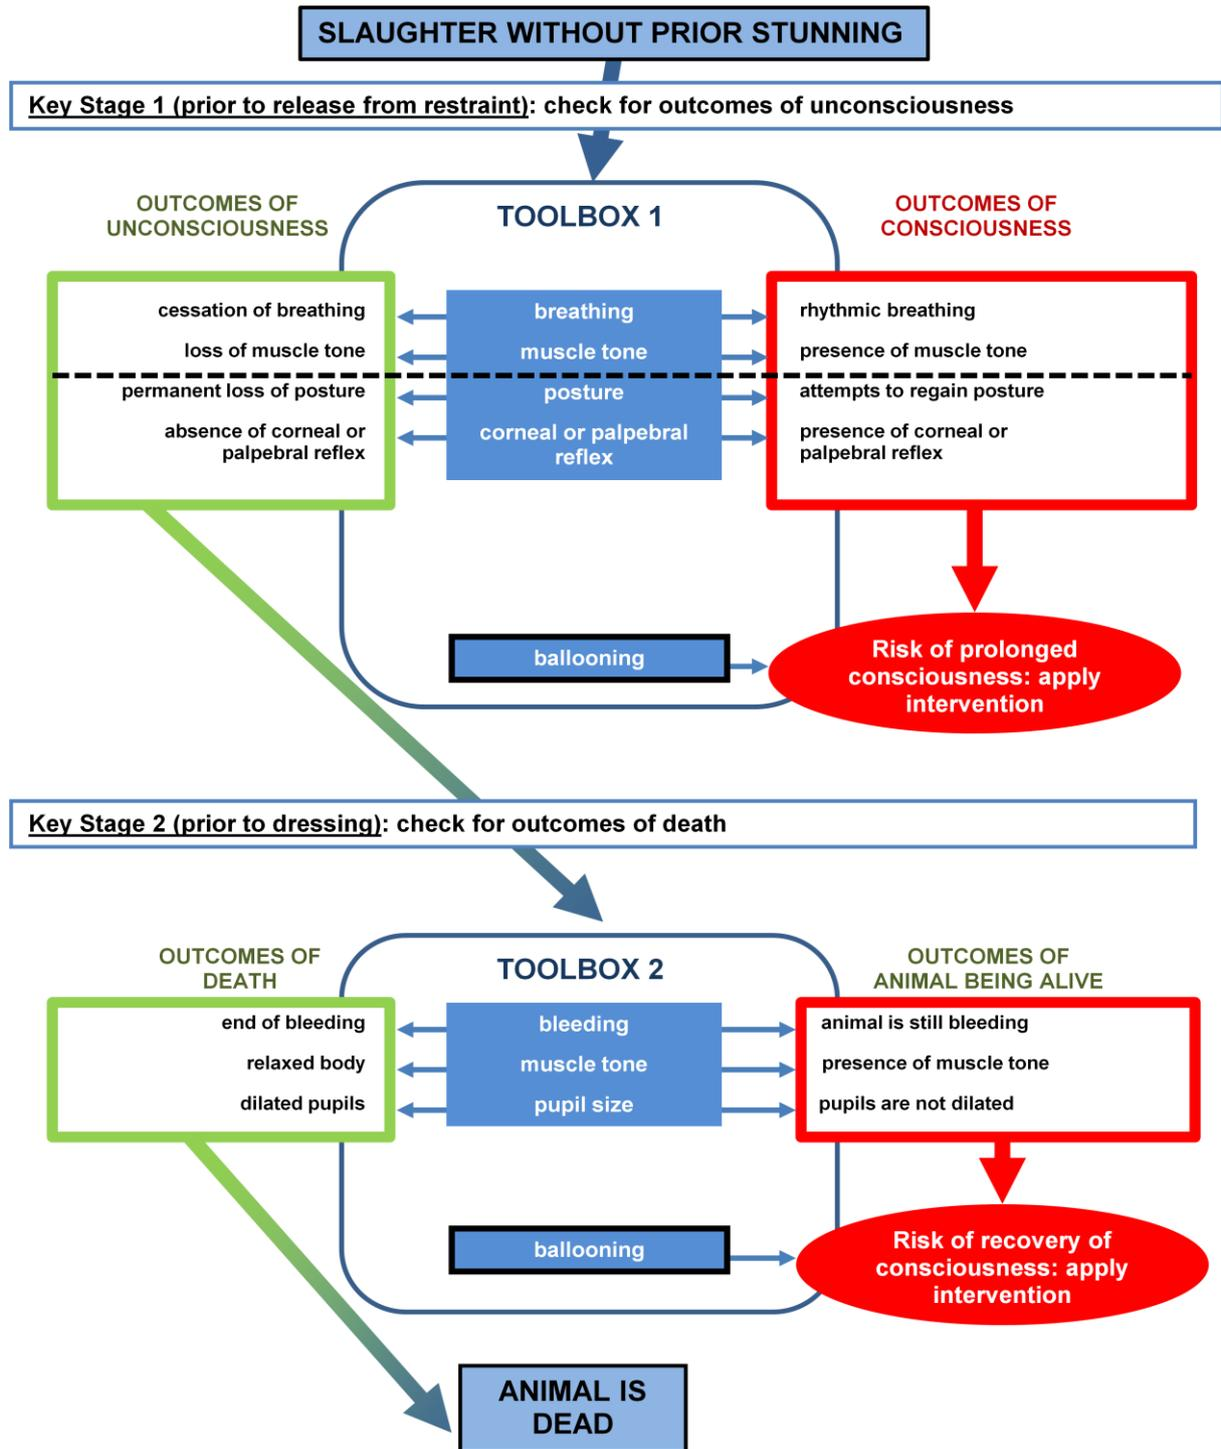 SLAUGHTER WITHOUT PRIOR STUNNING
Key Stage 1 (prior to release from restraint): check for outcomes of unconsciousness
OUTCOMES OF
UNCONSCIOUSNESS
TOOLBOX 1
OUTCOMES OF
CONSCIOUSNESS
cessation of breathing
breathing
rhythmic breathing
loss of muscle tone
muscle tone
presence of muscle tone
permanent loss of posture
posture
attempts to regain posture
absence of corneal or
palpebral reflex
corneal or palpebral
reflex
presence of corneal or
palpebral reflex
ballooning
Risk of prolonged
consciousness: apply
intervention
Key Stage 2 (prior to dressing): check for outcomes of death
OUTCOMES OF
DEATH
TOOLBOX 2
OUTCOMES OF
ANIMAL BEING ALIVE
end of bleeding
bleeding
animal is still bleeding
relaxed body
muscle tone
presence of muscle tone
dilated pupils
pupil size
pupils are not dilated
ballooning
Risk of recovery of
consciousness: apply
intervention
ANIMAL IS
DEAD